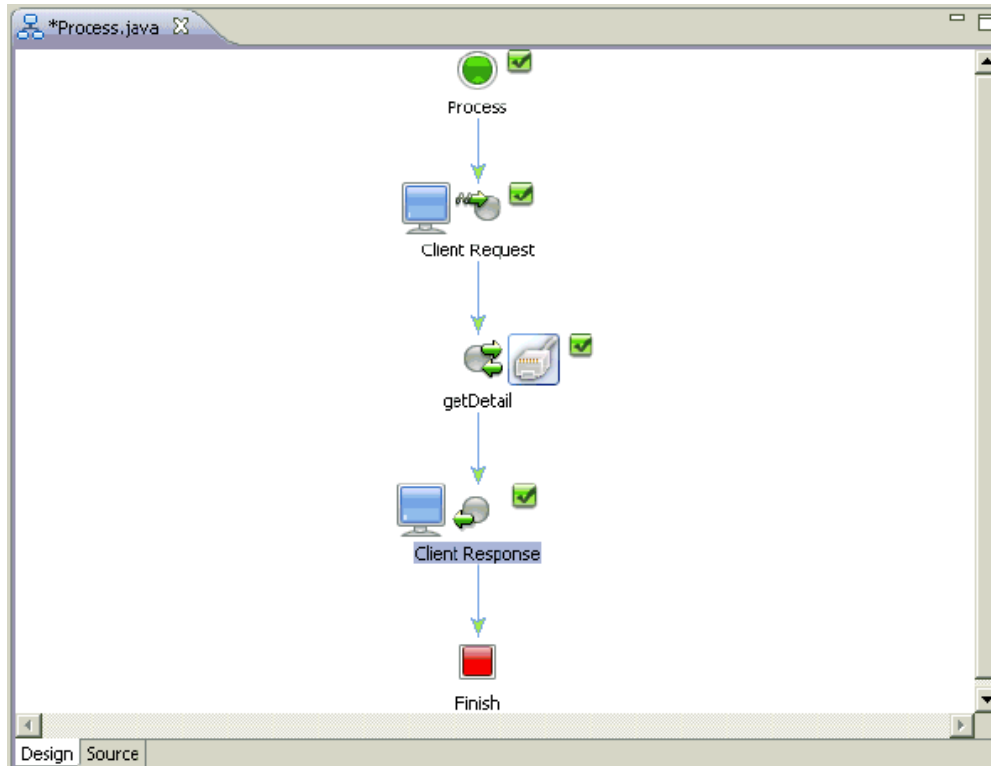 *Process.java
Process
Client Request
getDetail
Client Response
Finish
Design Source